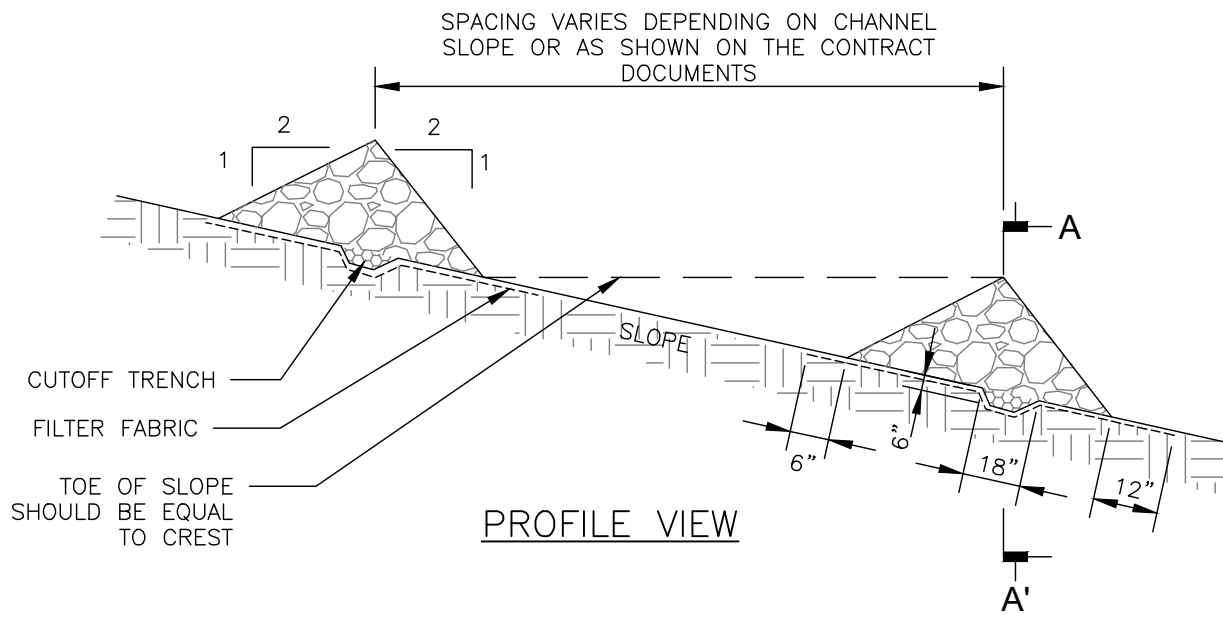 SPACING VARIES DEPENDING ON CHANNEL
SLOPE OR AS SHOWN ON THE CONTRACT
DOCUMENTS
2
1
2
1
A
SLOPE
CUTOFF TRENCH
FILTER FABRIC
TOE OF SLOPE
SHOULD BE EQUAL
TO CREST
6"
6"
18"
12"
PROFILE VIEW
A'